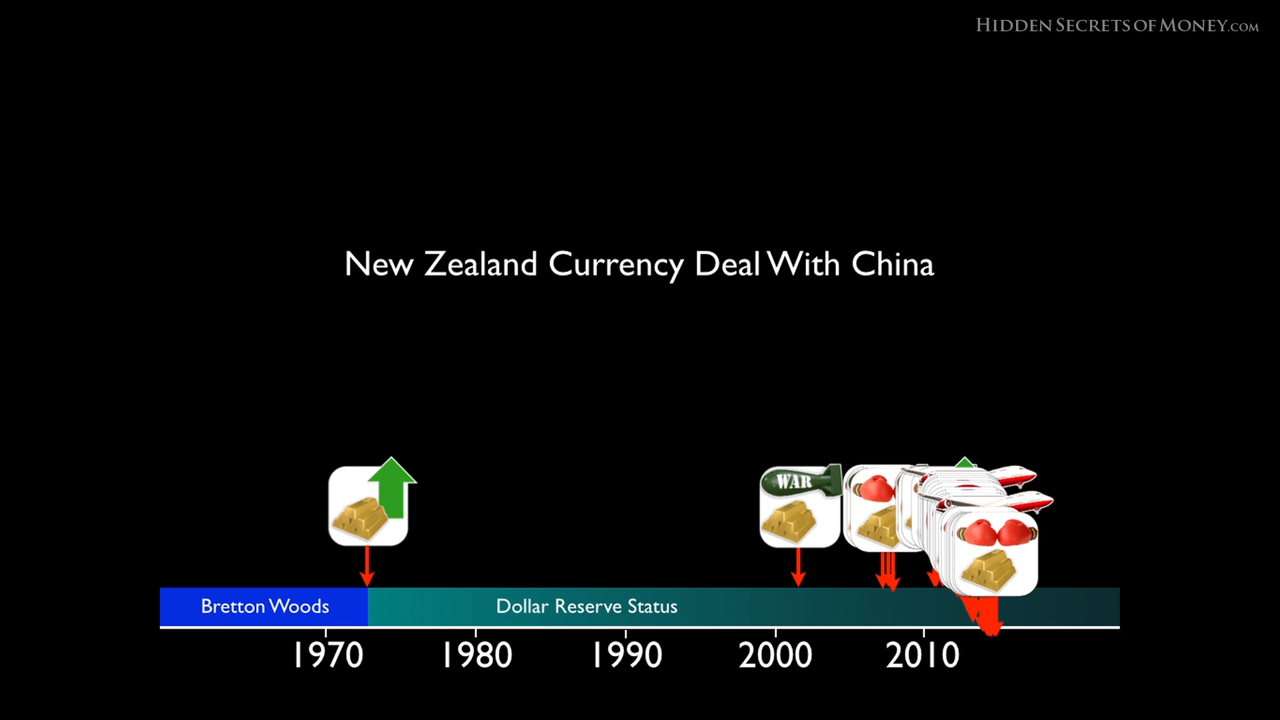 HIDDEN SECRETS OF MONEY.COM
New Zealand Currency Deal With China
WAR
Bretton Woods
Dollar Reserve Status
1970
1980
1990
2000
2010